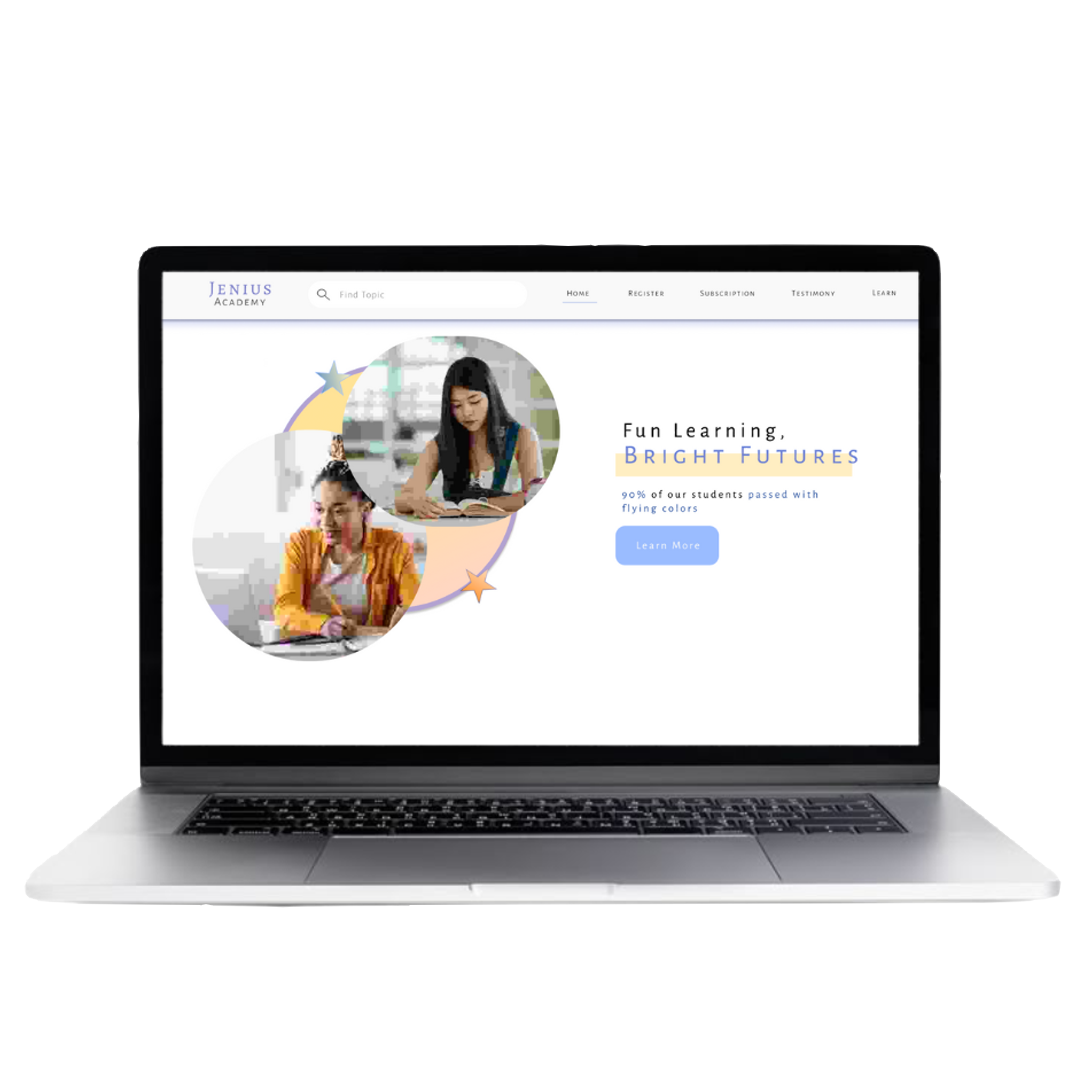 Jenius
Academy
Find Topic
Home
Register
Subscription
Testimony
Learn
Fun Learning,
Bright Futures
90% of our students passed with
flying colors
Learn More